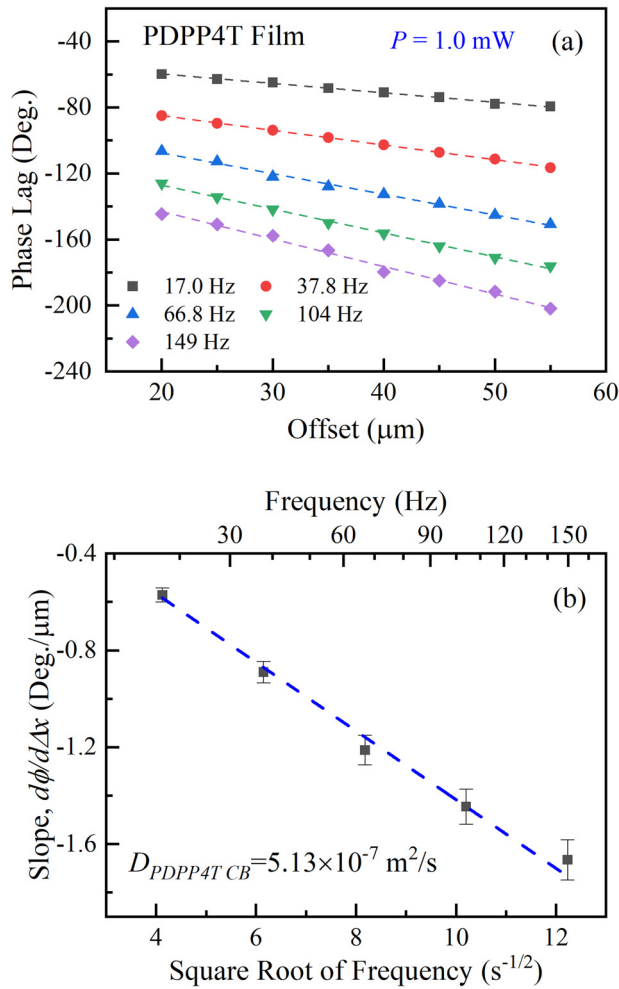 PDPP4T Film
P = 1.0 mW
(a)
-40
-80
-120
-160
-200
-240
Phase Lag (Deg.)
17.0 Hz
37.8 Hz
66.8 Hz
104 Hz
149 Hz
20
30
40
50
60
Offset (μm)
Frequency (Hz)
30
60
90
120
150
(b)
-0.4
-0.8
-1.2
-1.6
Slope, dϕ/dΔx (Deg./μm)
D_PDPP4T CB=5.13×10⁻⁷ m²/s
4
6
8
10
12
Square Root of Frequency (s⁻¹/²)